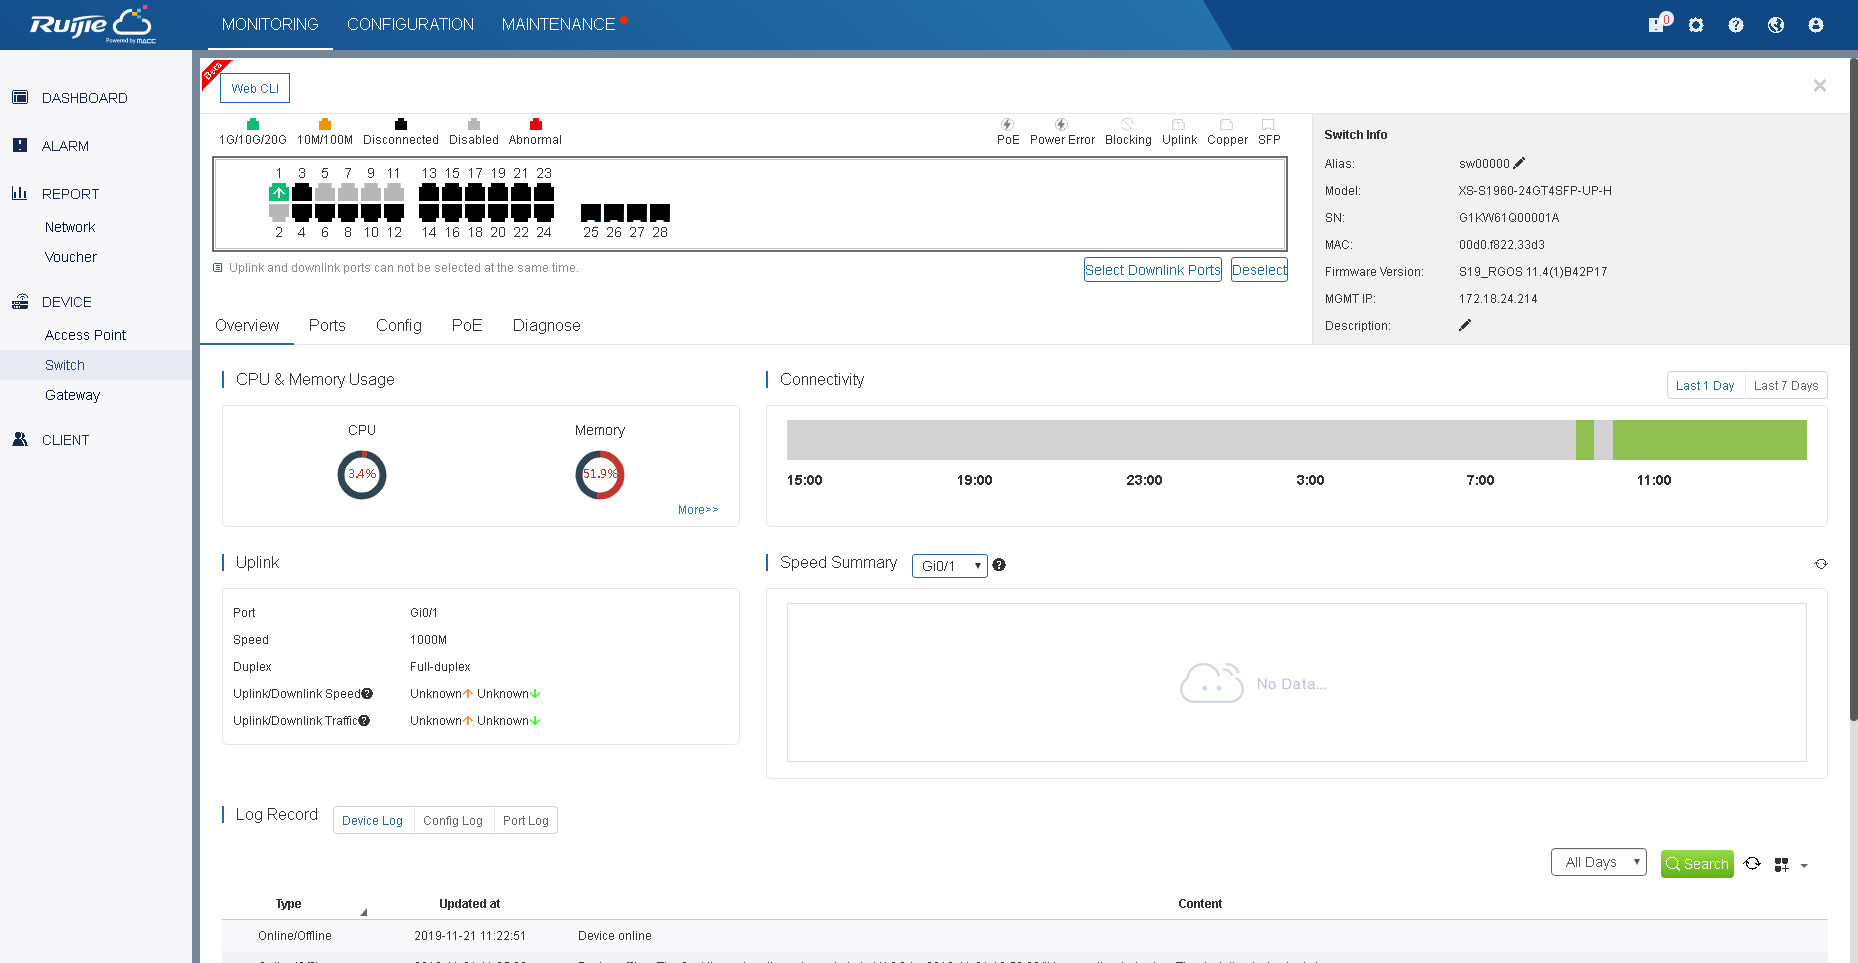 Ruijie
Powered by MACC
MONITORING CONFIGURATION MAINTENANCE
0
DASHBOARD
ALARM
REPORT
Network
Voucher
DEVICE
Access Point
Switch
Gateway
CLIENT
Beta
Web CLI
1G/10G/20G 10M/100M Disconnected Disabled Abnormal
PoE Power Error Blocking Uplink Copper SFP
1 3 5 7 9 11 13 15 17 19 21 23
2 4 6 8 10 12 14 16 18 20 22 24 25 26 27 28
Uplink and downlink ports can not be selected at the same time.
Select Downlink Ports Deselect
Switch Info
Alias: sw00000
Model: XS-S1960-24GT4SFP-UP-H
SN: G1KW61Q00001A
MAC: 00d0.f822.33d3
Firmware Version: S19_RGOS 11.4(1)B42P17
MGMT IP: 172.18.24.214
Description:
Overview Ports Config PoE Diagnose
CPU & Memory Usage
CPU Memory
3.4% 51.9%
More>>
Connectivity
Last 1 Day Last 7 Days
15:00 19:00 23:00 3:00 7:00 11:00
Uplink
Port Gi0/1
Speed 1000M
Duplex Full-duplex
Uplink/Downlink Speed Unknown Unknown
Uplink/Downlink Traffic Unknown Unknown
Speed Summary Gi0/1
No Data...
Log Record Device Log Config Log Port Log
All Days Search
Type Updated at Content
Online/Offline 2019-11-21 11:22:51 Device online